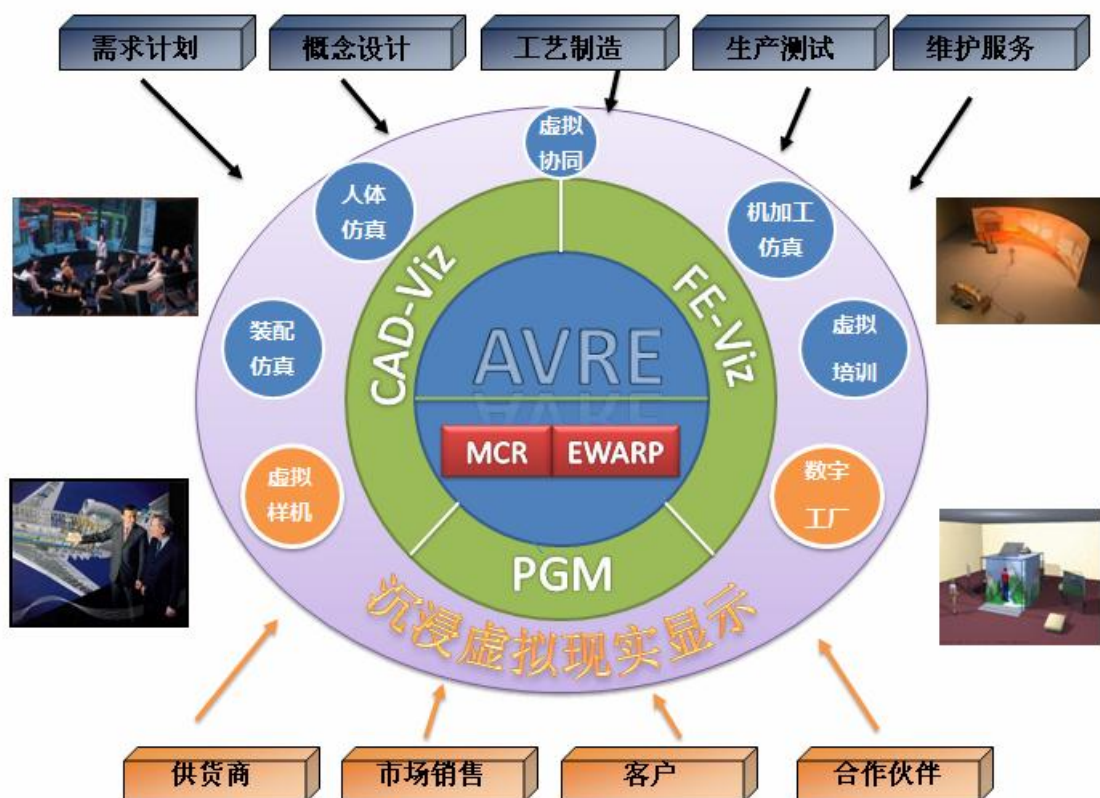 需求计划
概念设计
工艺制造
生产测试
维护服务
虚拟
协同
人体
仿真
机加工
仿真
CAD-Viz
FE-Viz
装配
仿真
AVRE
虚拟
培训
MCR
EWARP
虚拟
样机
数字
工厂
PGM
沉浸虚拟现实显示
供货商
市场销售
客户
合作伙伴